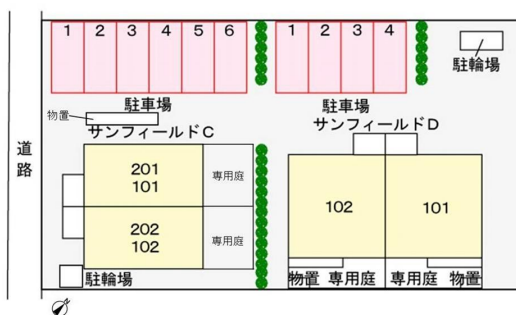 1 2 3 4 5 6 1 2 3 4
駐輪場
駐車場 駐車場
物置
サンフィールドC サンフィールドD
道路
201
101
専用庭
102 101
202
102
専用庭
駐輪場
物置 専用庭 専用庭 物置